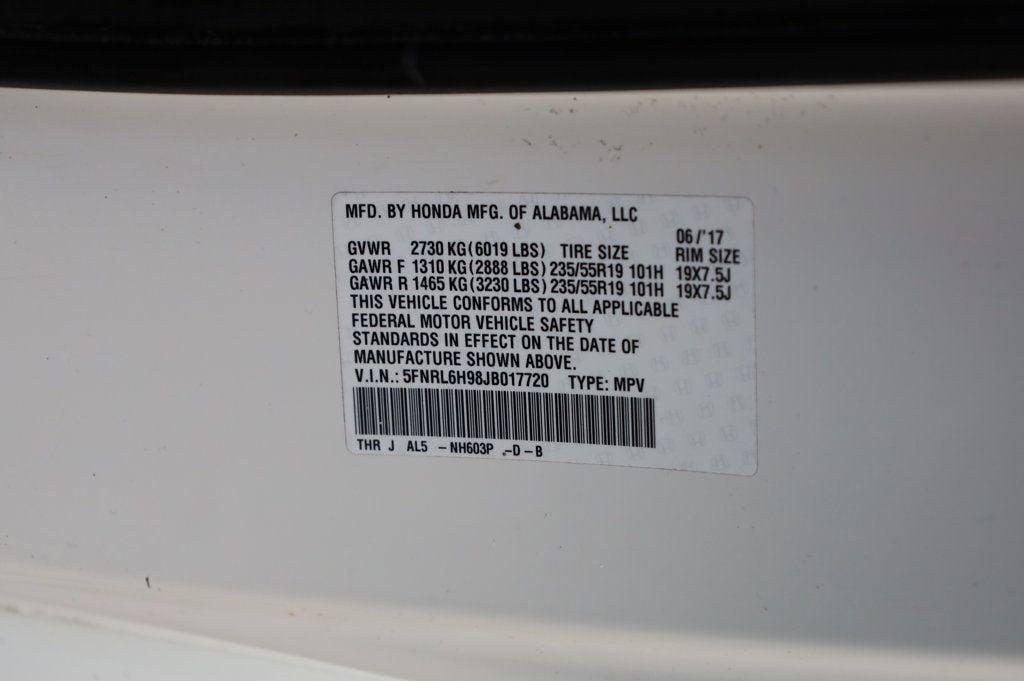 MFD. BY HONDA MFG. OF ALABAMA, LLC
06/'17
GVWR 2730 KG (6019 LBS) TIRE SIZE RIM SIZE
GAWR F 1310 KG (2888 LBS) 235/55R19 101H 19X7.5J
GAWR R 1465 KG (3230 LBS) 235/55R19 101H 19X7.5J
THIS VEHICLE CONFORMS TO ALL APPLICABLE
FEDERAL MOTOR VEHICLE SAFETY
STANDARDS IN EFFECT ON THE DATE OF
MANUFACTURE SHOWN ABOVE.
V.I.N.: 5FNRL6H98JB017720 TYPE: MPV
THR J AL5 -NH603P .-D-B